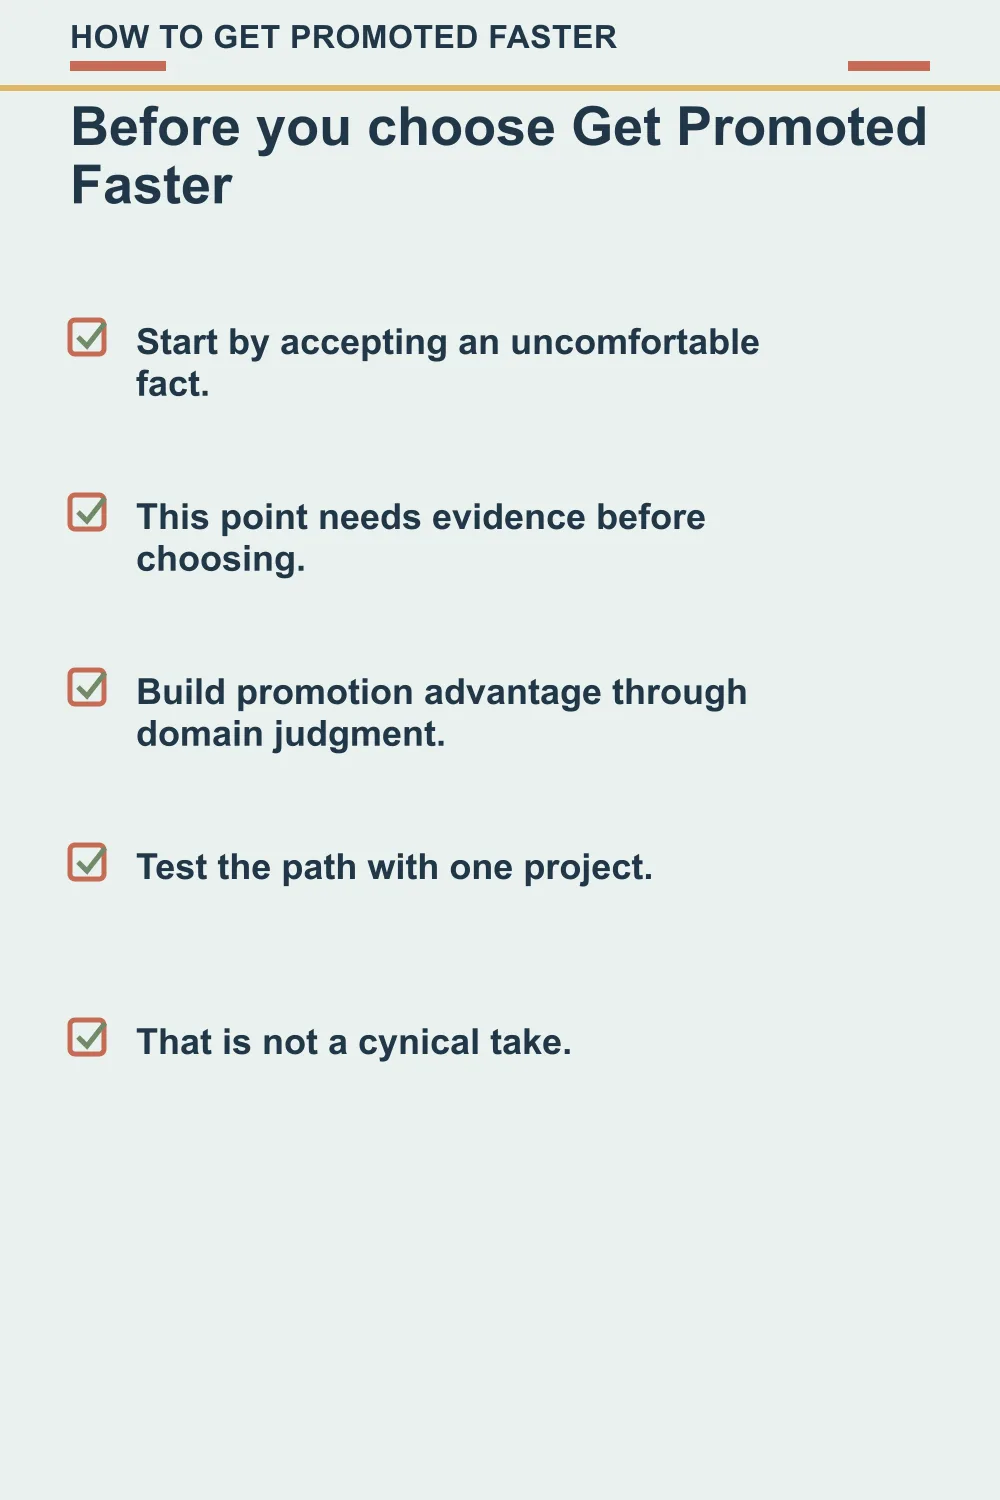 HOW TO GET PROMOTED FASTER
Before you choose Get Promoted
Faster
Start by accepting an uncomfortable
fact.
This point needs evidence before
choosing.
Build promotion advantage through
domain judgment.
Test the path with one project.
That is not a cynical take.